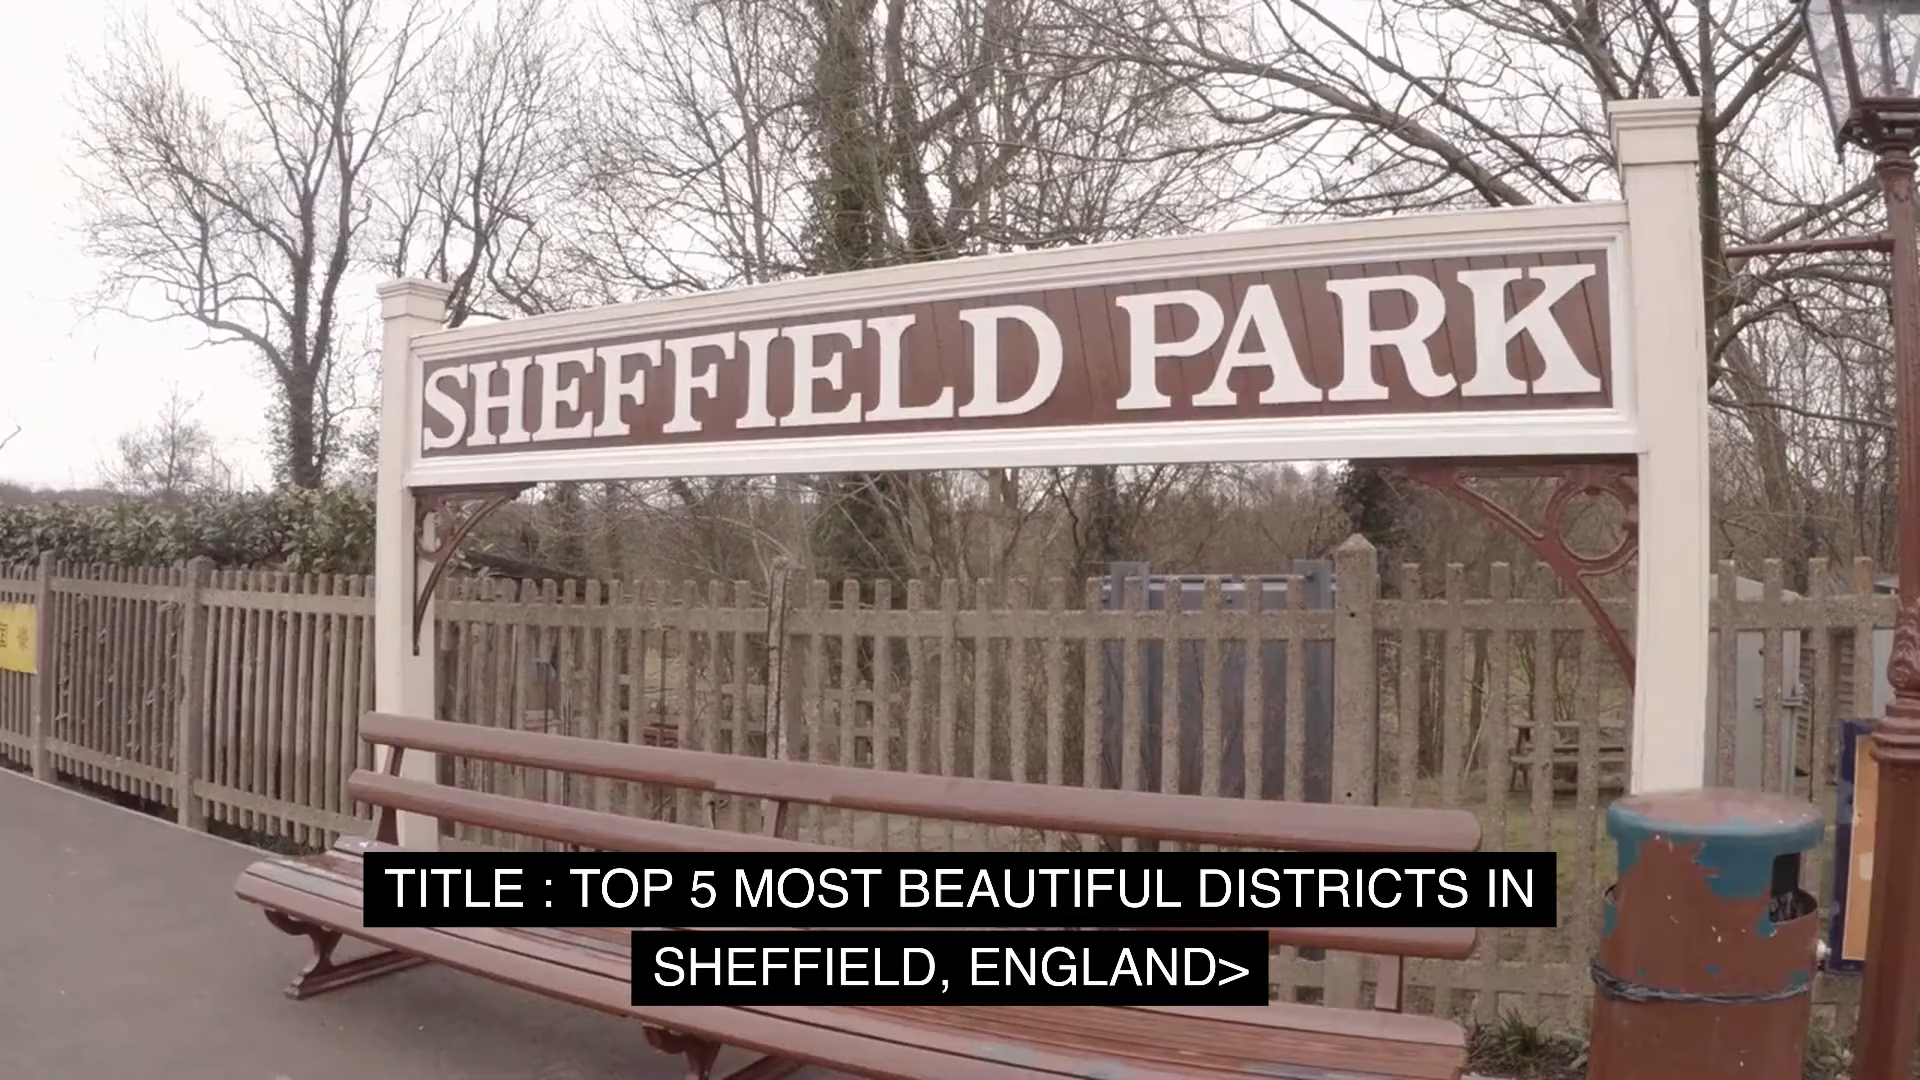 SHEFFIELD PARK
TITLE : TOP 5 MOST BEAUTIFUL DISTRICTS IN
SHEFFIELD, ENGLAND>